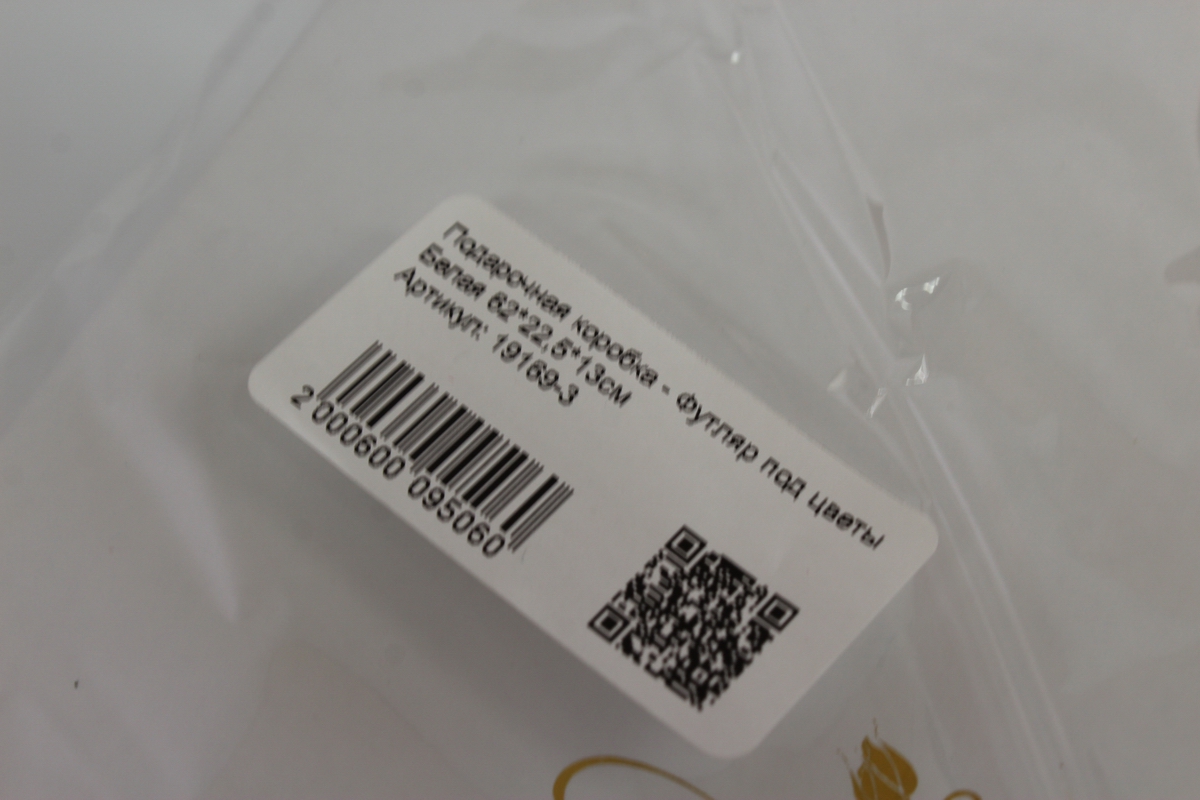 Подарочная коробка - футляр под цветы
Белая 62*22,5*13см
Артикул: 19169-3
2 000600 095060